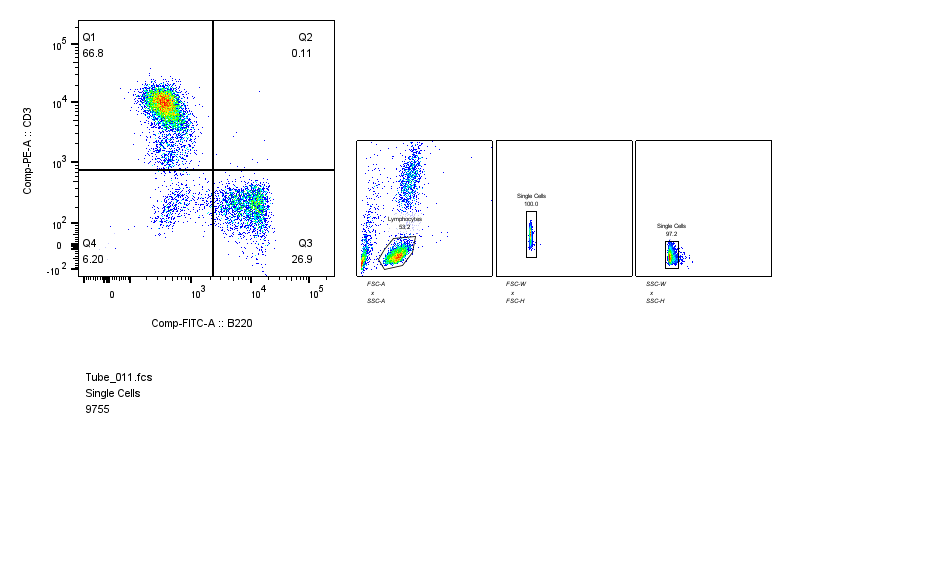 Q1
66.8
Q2
0.11
Q4
6.20
Q3
26.9
10^5
10^4
10^3
10^2
0
-10^2
Comp-PE-A :: CD3
0
10^3
10^4
10^5
Comp-FITC-A :: B220
Lymphocytes
53.2
FSC-A
x
SSC-A
Single Cells
100.0
FSC-W
x
FSC-H
Single Cells
97.2
SSC-W
x
SSC-H
Tube_011.fcs
Single Cells
9755